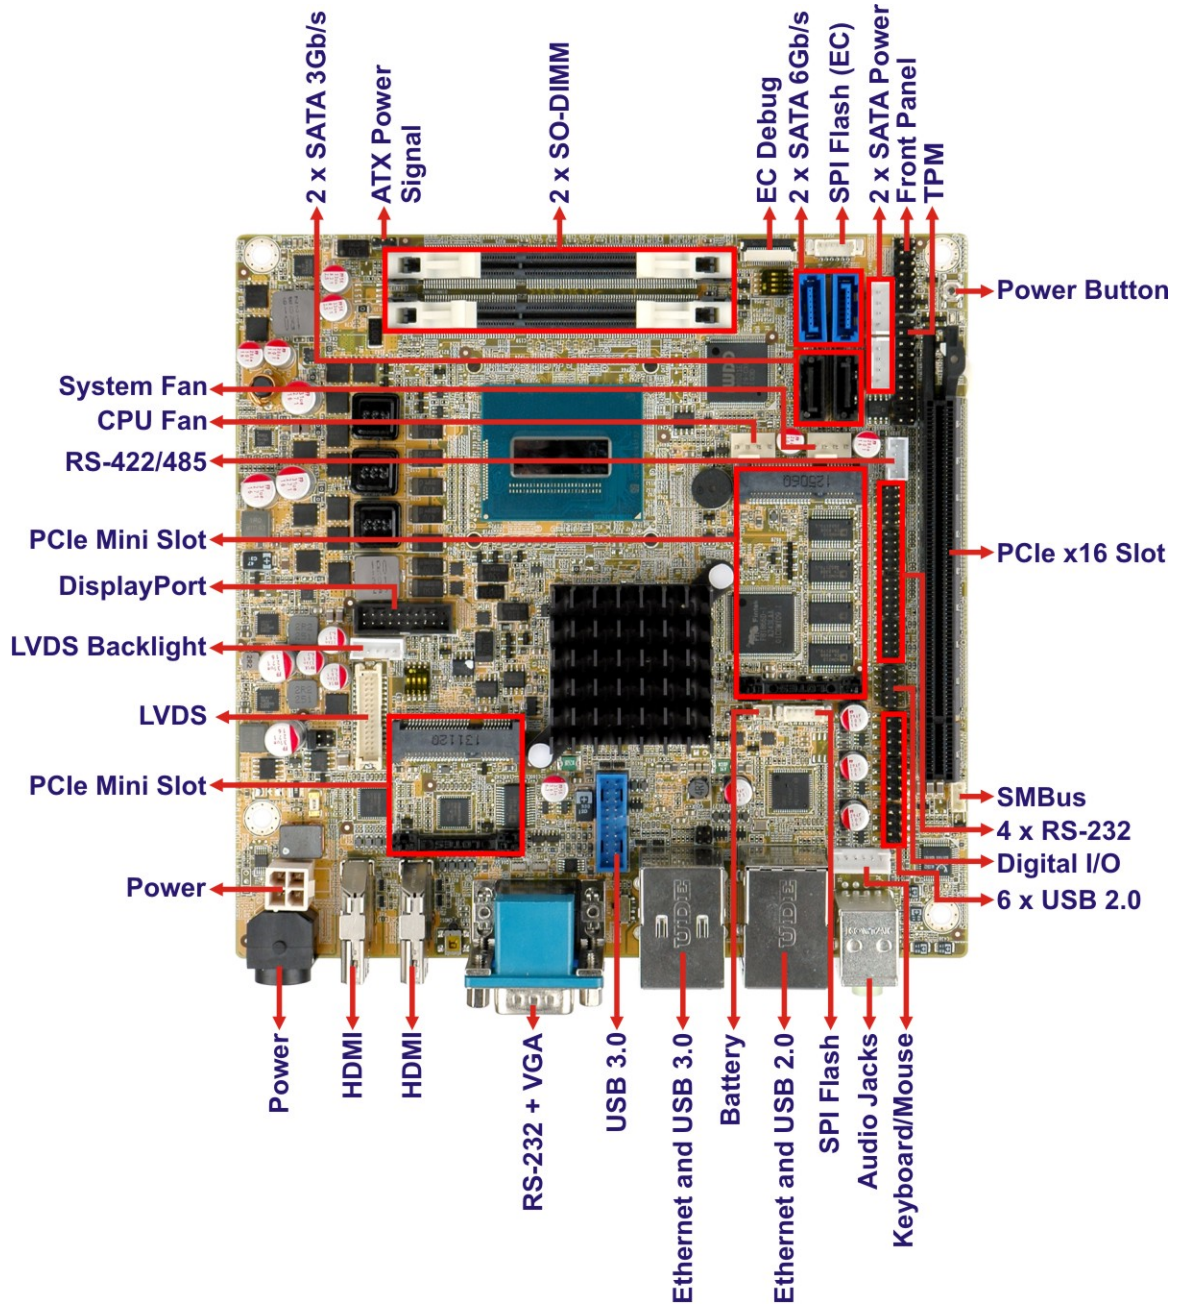 2 x SATA 3Gb/s
ATX Power
Signal
2 x SO-DIMM
EC Debug
2 x SATA 6Gb/s
SPI Flash (EC)
2 x SATA Power
Front Panel
TPM
Power Button
System Fan
CPU Fan
RS-422/485
PCIe Mini Slot
PCIe x16 Slot
DisplayPort
LVDS Backlight
LVDS
PCIe Mini Slot
131120
LOTES
UDE
UDE
SMBus
4 x RS-232
Digital I/O
6 x USB 2.0
Power
Power
HDMI
HDMI
RS-232 + VGA
USB 3.0
Ethernet and USB 3.0
Battery
Ethernet and USB 2.0
SPI Flash
Audio Jacks
Keyboard/Mouse